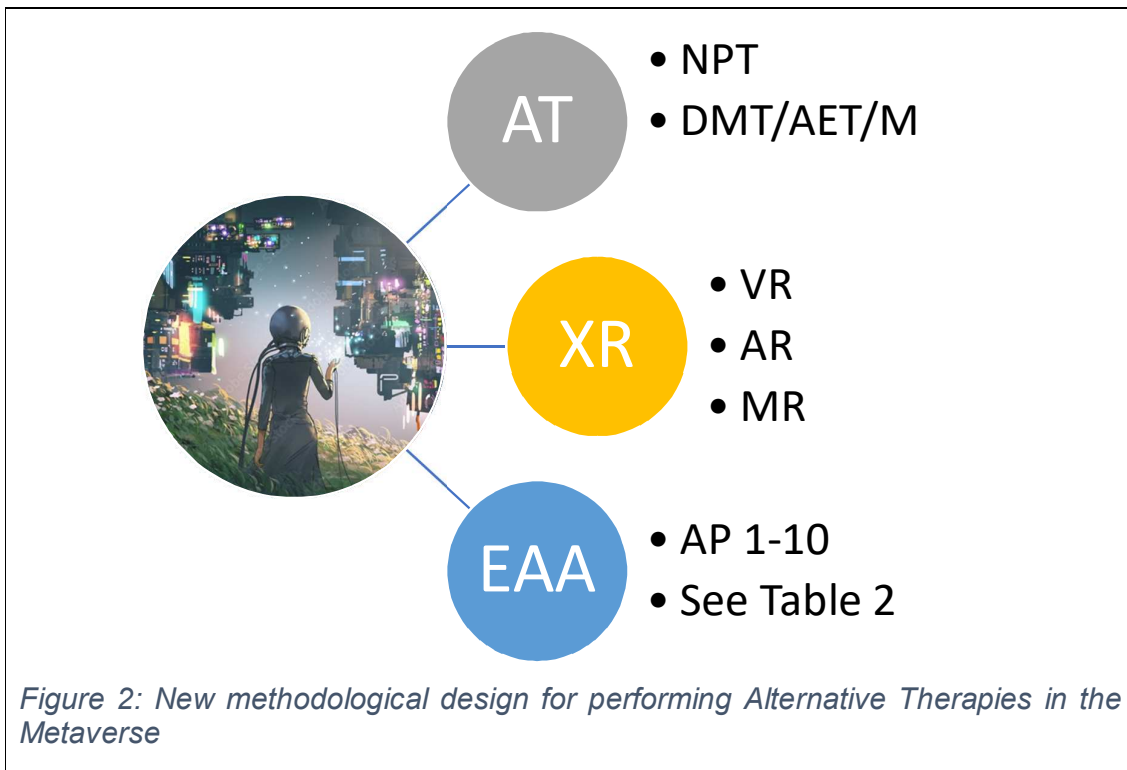 AT
• NPT
• DMT/AET/M
XR
• VR
• AR
• MR
EAA
• AP 1-10
• See Table 2
Figure 2: New methodological design for performing Alternative Therapies in the
Metaverse